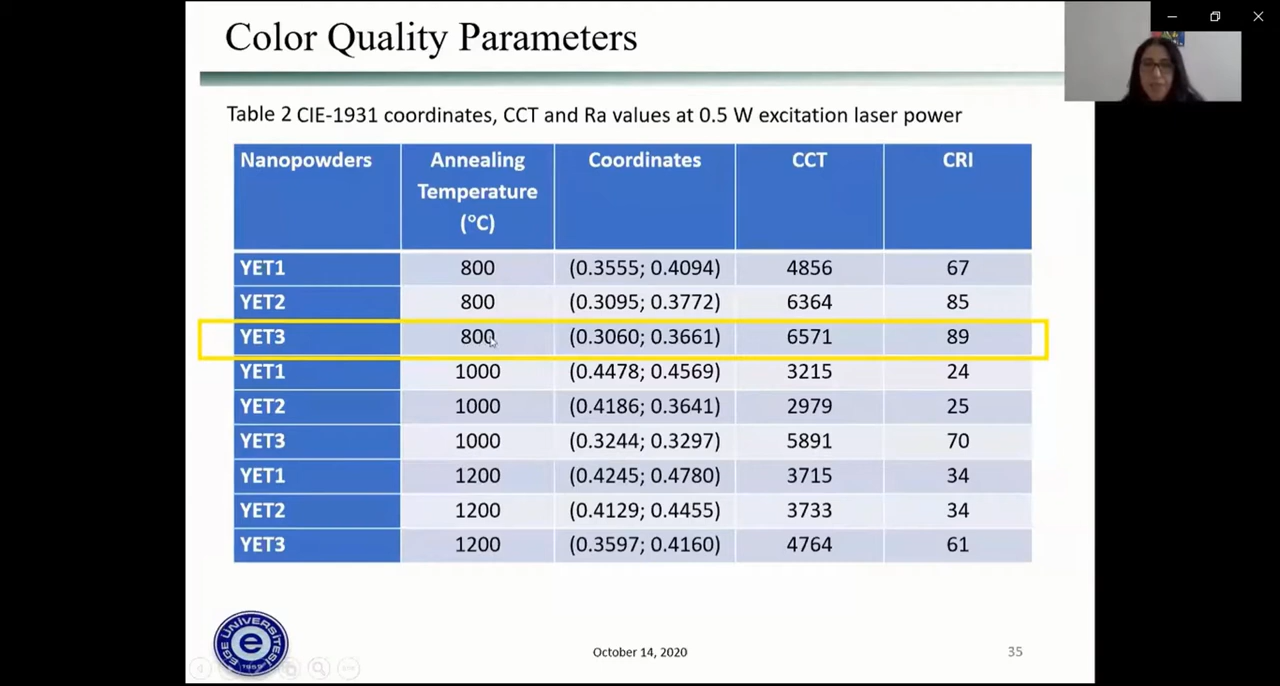 Color Quality Parameters
Table 2 CIE-1931 coordinates, CCT and Ra values at 0.5 W excitation laser power
Nanopowders Annealing Temperature (°C) Coordinates CCT CRI
YET1 800 (0.3555; 0.4094) 4856 67
YET2 800 (0.3095; 0.3772) 6364 85
YET3 800 (0.3060; 0.3661) 6571 89
YET1 1000 (0.4478; 0.4569) 3215 24
YET2 1000 (0.4186; 0.3641) 2979 25
YET3 1000 (0.3244; 0.3297) 5891 70
YET1 1200 (0.4245; 0.4780) 3715 34
YET2 1200 (0.4129; 0.4455) 3733 34
YET3 1200 (0.3597; 0.4160) 4764 61
EGE ÜNİVERSİTESİ
e
1955
October 14, 2020
35